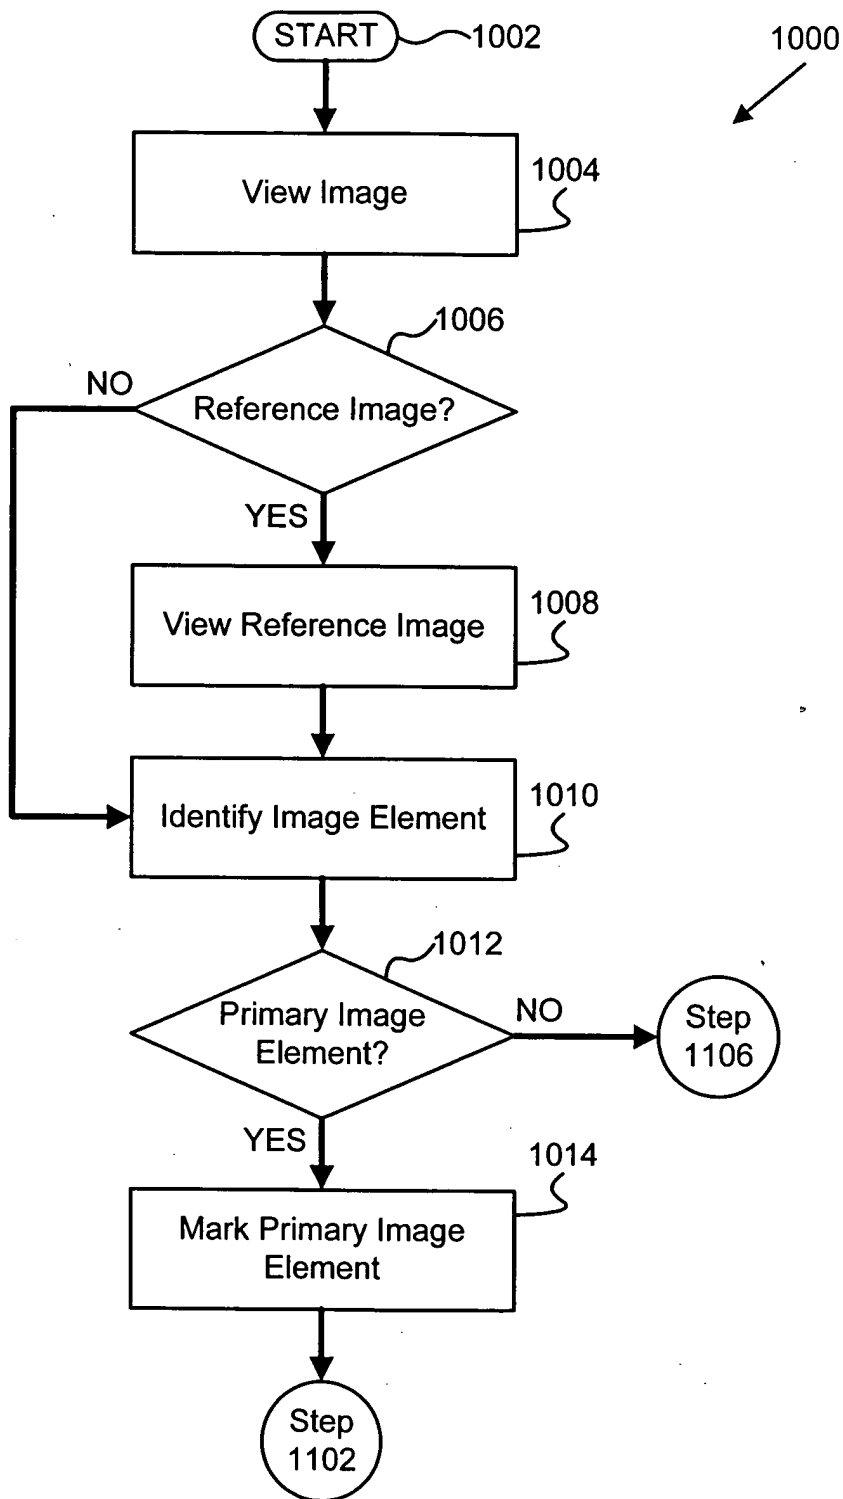 START
1002
1000
View Image
1004
1006
NO
Reference Image?
YES
View Reference Image
1008
Identify Image Element
1010
1012
Primary Image
Element?
NO
Step
1106
YES
1014
Mark Primary Image
Element
Step
1102